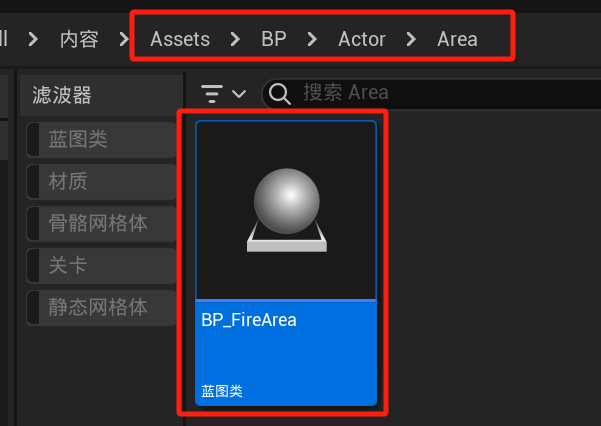 内容 Assets BP Actor Area
滤波器
搜索 Area
蓝图类
材质
骨骼网格体
关卡
静态网格体
BP_FireArea
蓝图类